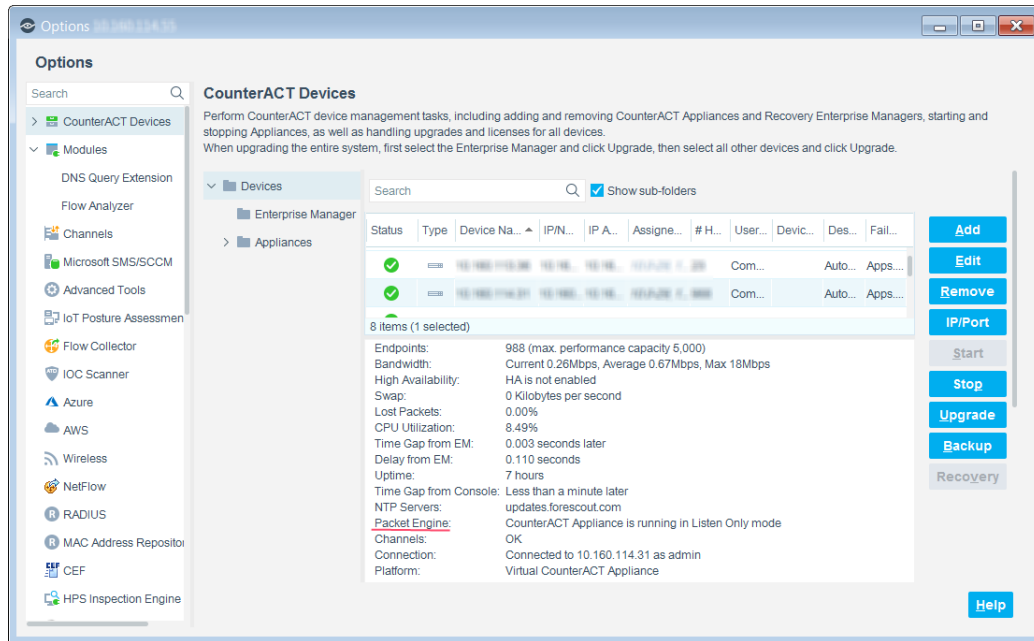 Options
Options
Search
CounterACT Devices
Modules
DNS Query Extension
Flow Analyzer
Channels
Microsoft SMS/SCCM
Advanced Tools
IoT Posture Assessmen
Flow Collector
IOC Scanner
Azure
AWS
Wireless
NetFlow
RADIUS
MAC Address Repositor
CEF
HPS Inspection Engine
CounterACT Devices
Perform CounterACT device management tasks, including adding and removing CounterACT Appliances and Recovery Enterprise Managers, starting and
stopping Appliances, as well as handling upgrades and licenses for all devices.
When upgrading the entire system, first select the Enterprise Manager and click Upgrade, then select all other devices and click Upgrade.
Devices
Enterprise Manager
Appliances
Search Show sub-folders
Status Type Device Na... IP/N... IP A... Assigne... # H... User... Devic... Des... Fail...
Com... Auto... Apps....
Com... Auto... Apps....
8 items (1 selected)
Endpoints: 988 (max. performance capacity 5,000)
Bandwidth: Current 0.26Mbps, Average 0.67Mbps, Max 18Mbps
High Availability: HA is not enabled
Swap: 0 Kilobytes per second
Lost Packets: 0.00%
CPU Utilization: 8.49%
Time Gap from EM: 0.003 seconds later
Delay from EM: 0.110 seconds
Uptime: 7 hours
Time Gap from Console: Less than a minute later
NTP Servers: updates.forescout.com
Packet Engine: CounterACT Appliance is running in Listen Only mode
Channels: OK
Connection: Connected to 10.160.114.31 as admin
Platform: Virtual CounterACT Appliance
Add
Edit
Remove
IP/Port
Start
Stop
Upgrade
Backup
Recovery
Help